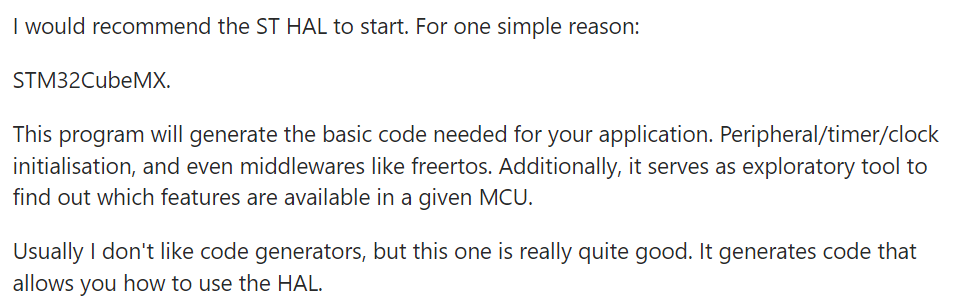 I would recommend the ST HAL to start. For one simple reason:
STM32CubeMX.
This program will generate the basic code needed for your application. Peripheral/timer/clock
initialisation, and even middlewares like freertos. Additionally, it serves as exploratory tool to
find out which features are available in a given MCU.
Usually I don't like code generators, but this one is really quite good. It generates code that
allows you how to use the HAL.